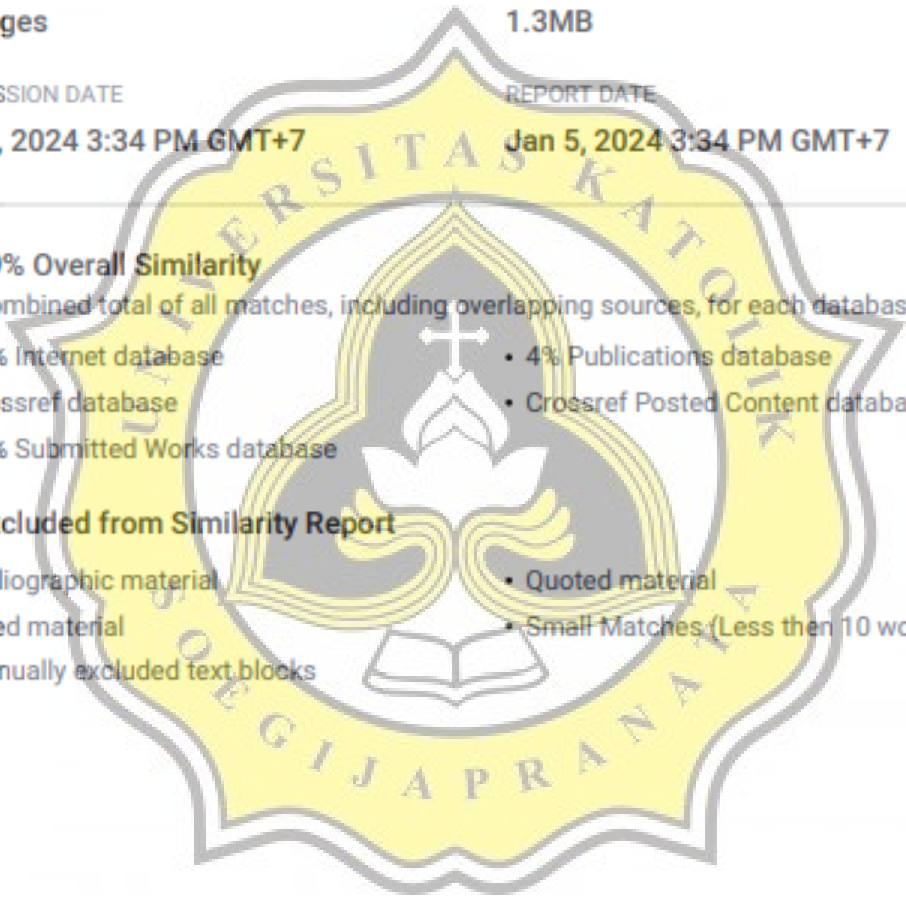 ges
1.3MB
SSION DATE
REPORT DATE
, 2024 3:34 PM GMT+7
Jan 5, 2024 3:34 PM GMT+7
% Overall Similarity
ombined total of all matches, including overlapping sources, for each databas
% Internet database
• 4% Publications database
ssref database
• Crossref Posted Content databa
% Submitted Works database
cluded from Similarity Report
liographic material
• Quoted material
ed material
• Small Matches (Less then 10 wo
nually excluded text blocks
UNIVERSITAS KATOLIK
SOEGIJAPRANATA